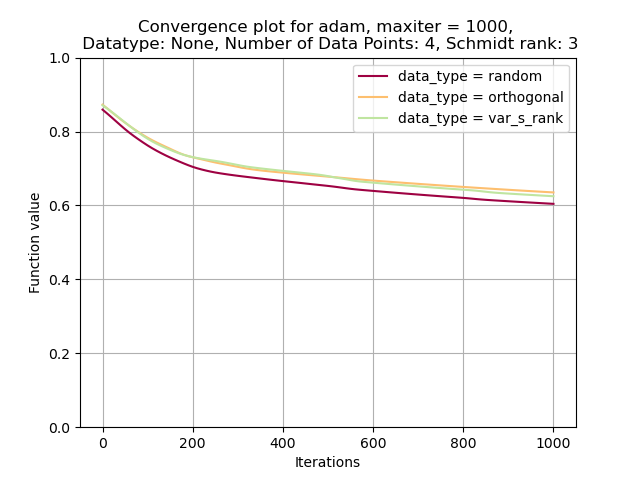 Convergence plot for adam, maxiter = 1000,
Datatype: None, Number of Data Points: 4, Schmidt rank: 3
data_type = random
data_type = orthogonal
data_type = var_s_rank
Function value
1.0
0.8
0.6
0.4
0.2
0.0
0 200 400 600 800 1000
Iterations